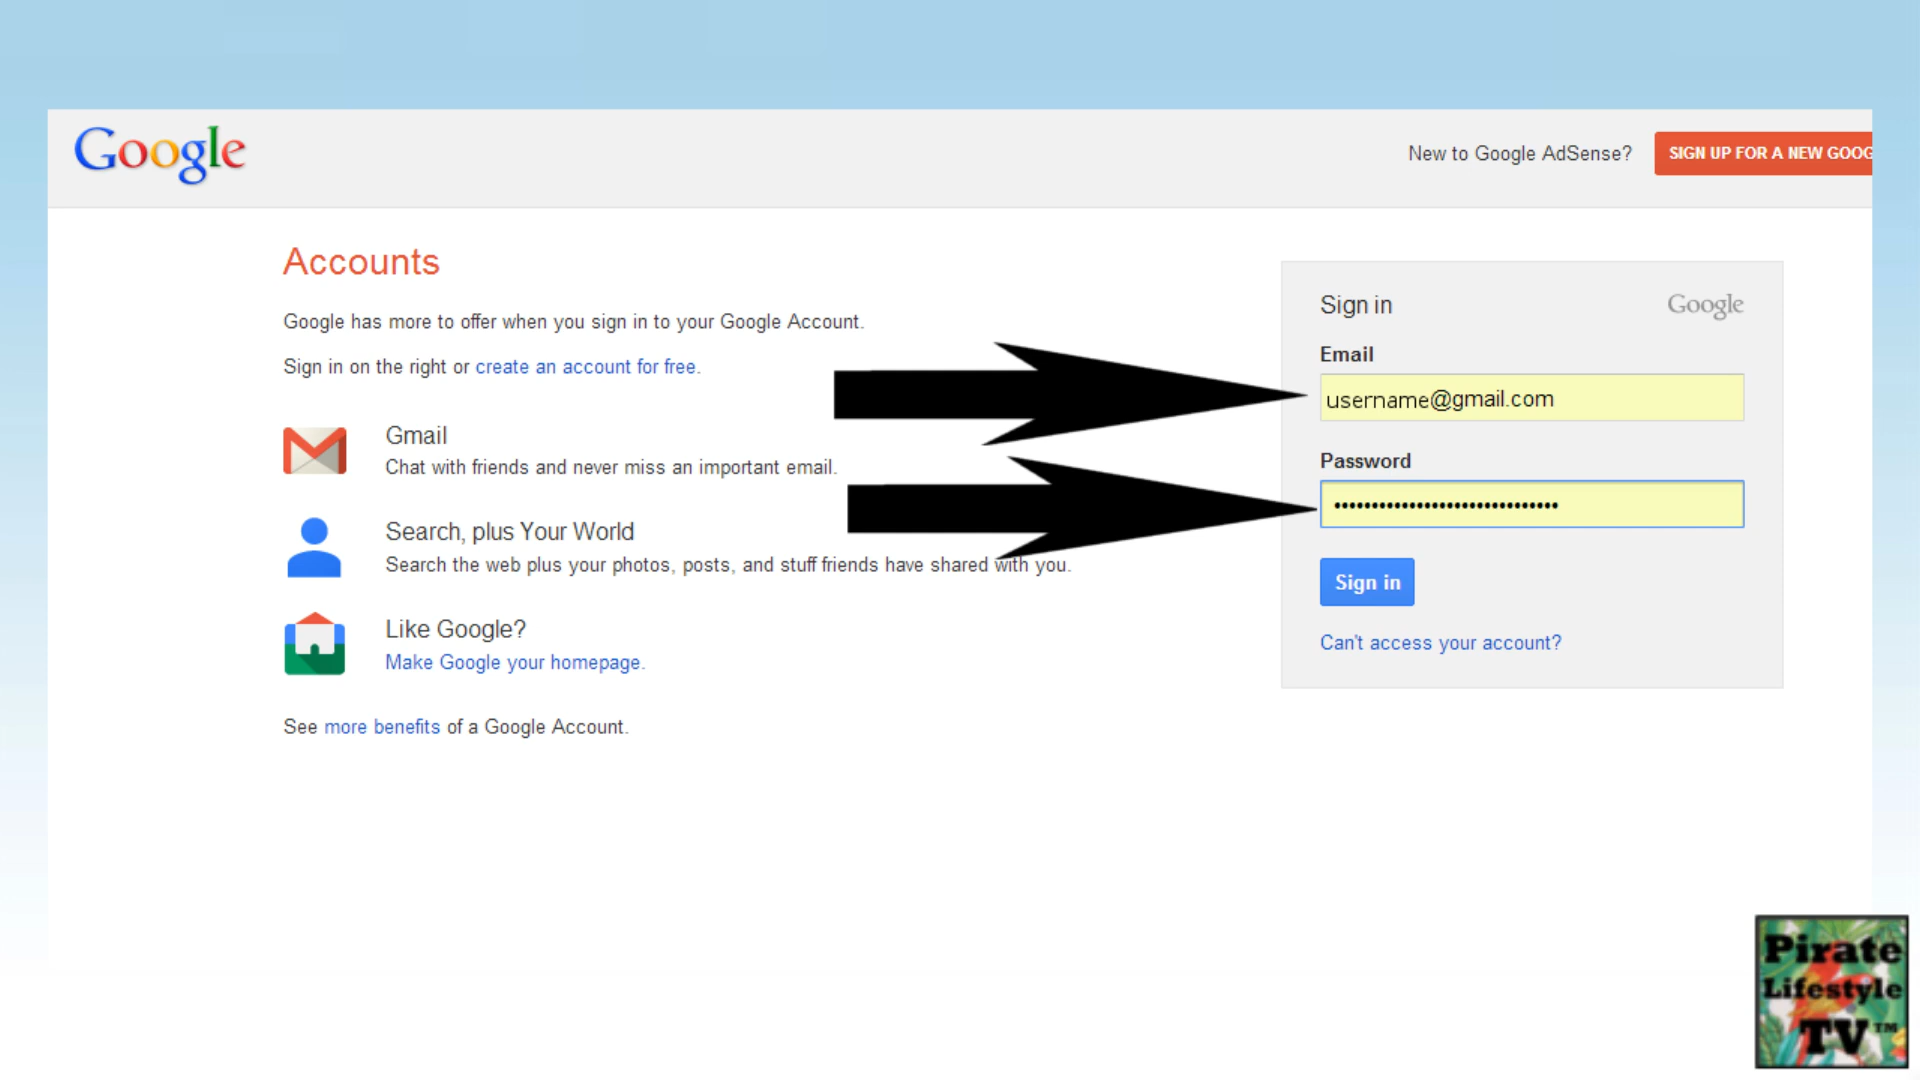 Google
New to Google AdSense?
SIGN UP FOR A NEW GOOG
Accounts
Google has more to offer when you sign in to your Google Account.
Sign in on the right or create an account for free.
Gmail
Chat with friends and never miss an important email.
Search, plus Your World
Search the web plus your photos, posts, and stuff friends have shared with you.
Like Google?
Make Google your homepage.
See more benefits of a Google Account.
Sign in
Google
Email
username@gmail.com
Password
••••••••••••••••••••••••••••••
Sign in
Can't access your account?
Pirate
Lifestyle
TV™